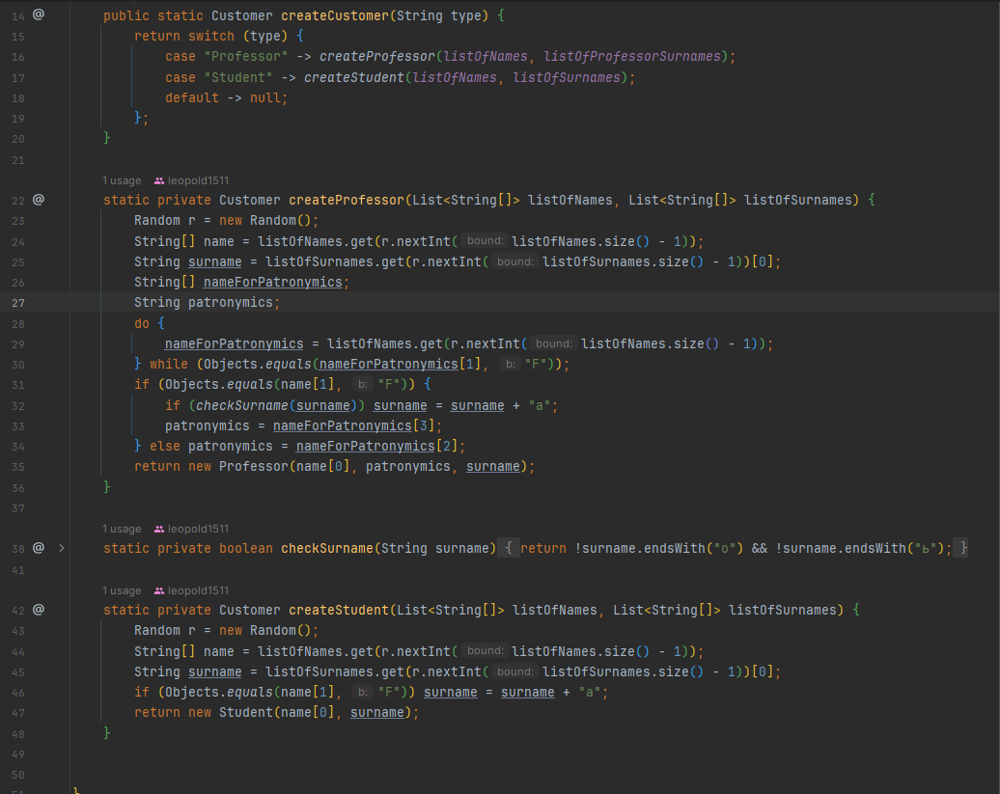 14 @ public static Customer createCustomer(String type) {
15 return switch (type) {
16 case "Professor" -> createProfessor(listOfNames, listOfProfessorSurnames);
17 case "Student" -> createStudent(listOfNames, listOfSurnames);
18 default -> null;
19 };
20 }
21
1 usage leopold1511
22 @ static private Customer createProfessor(List<String[]> listOfNames, List<String[]> listOfSurnames) {
23 Random r = new Random();
24 String[] name = listOfNames.get(r.nextInt( bound: listOfNames.size() - 1));
25 String surname = listOfSurnames.get(r.nextInt( bound: listOfSurnames.size() - 1))[0];
26 String[] nameForPatronymics;
27 String patronymics;
28 do {
29 nameForPatronymics = listOfNames.get(r.nextInt( bound: listOfNames.size() - 1));
30 } while (Objects.equals(nameForPatronymics[1], b: "F"));
31 if (Objects.equals(name[1], b: "F")) {
32 if (checkSurname(surname)) surname = surname + "а";
33 patronymics = nameForPatronymics[3];
34 } else patronymics = nameForPatronymics[2];
35 return new Professor(name[0], patronymics, surname);
36 }
37
1 usage leopold1511
38 @ > static private boolean checkSurname(String surname) { return !surname.endsWith("о") && !surname.endsWith("ь"); }
41
1 usage leopold1511
42 @ static private Customer createStudent(List<String[]> listOfNames, List<String[]> listOfSurnames) {
43 Random r = new Random();
44 String[] name = listOfNames.get(r.nextInt( bound: listOfNames.size() - 1));
45 String surname = listOfSurnames.get(r.nextInt( bound: listOfSurnames.size() - 1))[0];
46 if (Objects.equals(name[1], b: "F")) surname = surname + "а";
47 return new Student(name[0], surname);
48 }
49
50
}